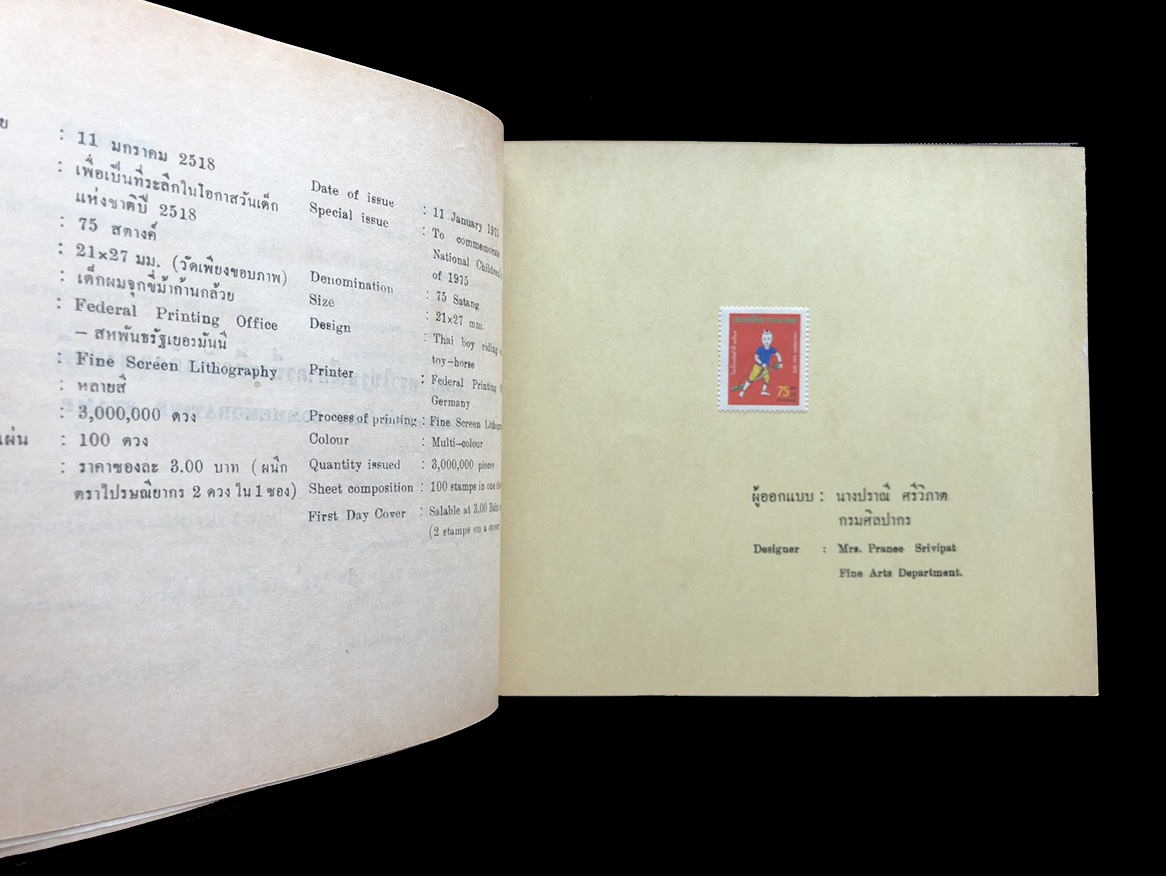 : 11 มกราคม 2518
: เพื่อเป็นที่ระลึกในโอกาสวันเด็ก
แห่งชาติปี 2518
: 75 สตางค์
: 21×27 มม. (วัดเพียงขอบภาพ)
: เด็กผมจุกขี่ม้าก้านกล้วย
: Federal Printing Office
– สหพันธรัฐเยอรมันนี
: Fine Screen Lithography
: หลายสี
: 3,000,000 ดวง
: 100 ดวง
: ราคาซองละ 3.00 บาท (ผนึก
ตราไปรษณียากร 2 ดวง ใน 1 ซอง)
Date of issue : 11 January 1975
Special issue : To commemorate
National Children's
of 1975
Denomination : 75 Satang
Size : 21×27 mm.
Design : Thai boy riding
toy-horse
Printer : Federal Printing
Germany
Process of printing : Fine Screen
Colour : Multi-colour
Quantity issued : 3,000,000 pieces
Sheet composition : 100 stamps in one
First Day Cover : Salable at 3.00
(2 stamps on a cover
75
ผู้ออกแบบ : นางปราณี ศรีวิภาต
กรมศิลปากร
Designer : Mrs. Pranee Srivipat
Fine Arts Department.